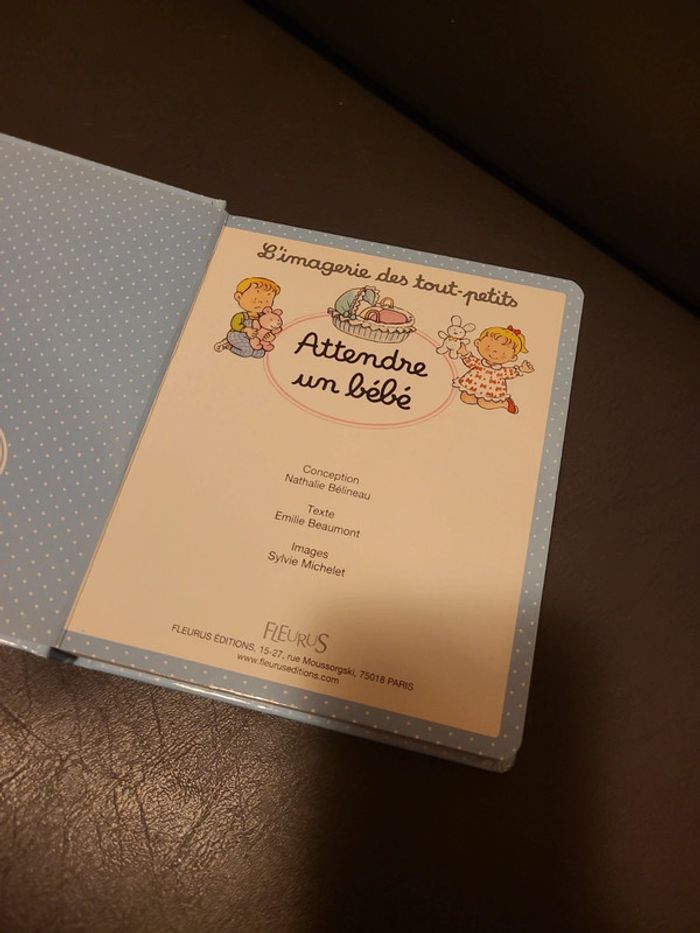 L'imagerie des tout-petits
Attendre
un bébé
Conception
Nathalie Bélineau
Texte
Emilie Beaumont
Images
Sylvie Michelet
FLEURUS
FLEURUS ÉDITIONS, 15-27, rue Moussorgski, 75018 PARIS
www.fleuruseditions.com